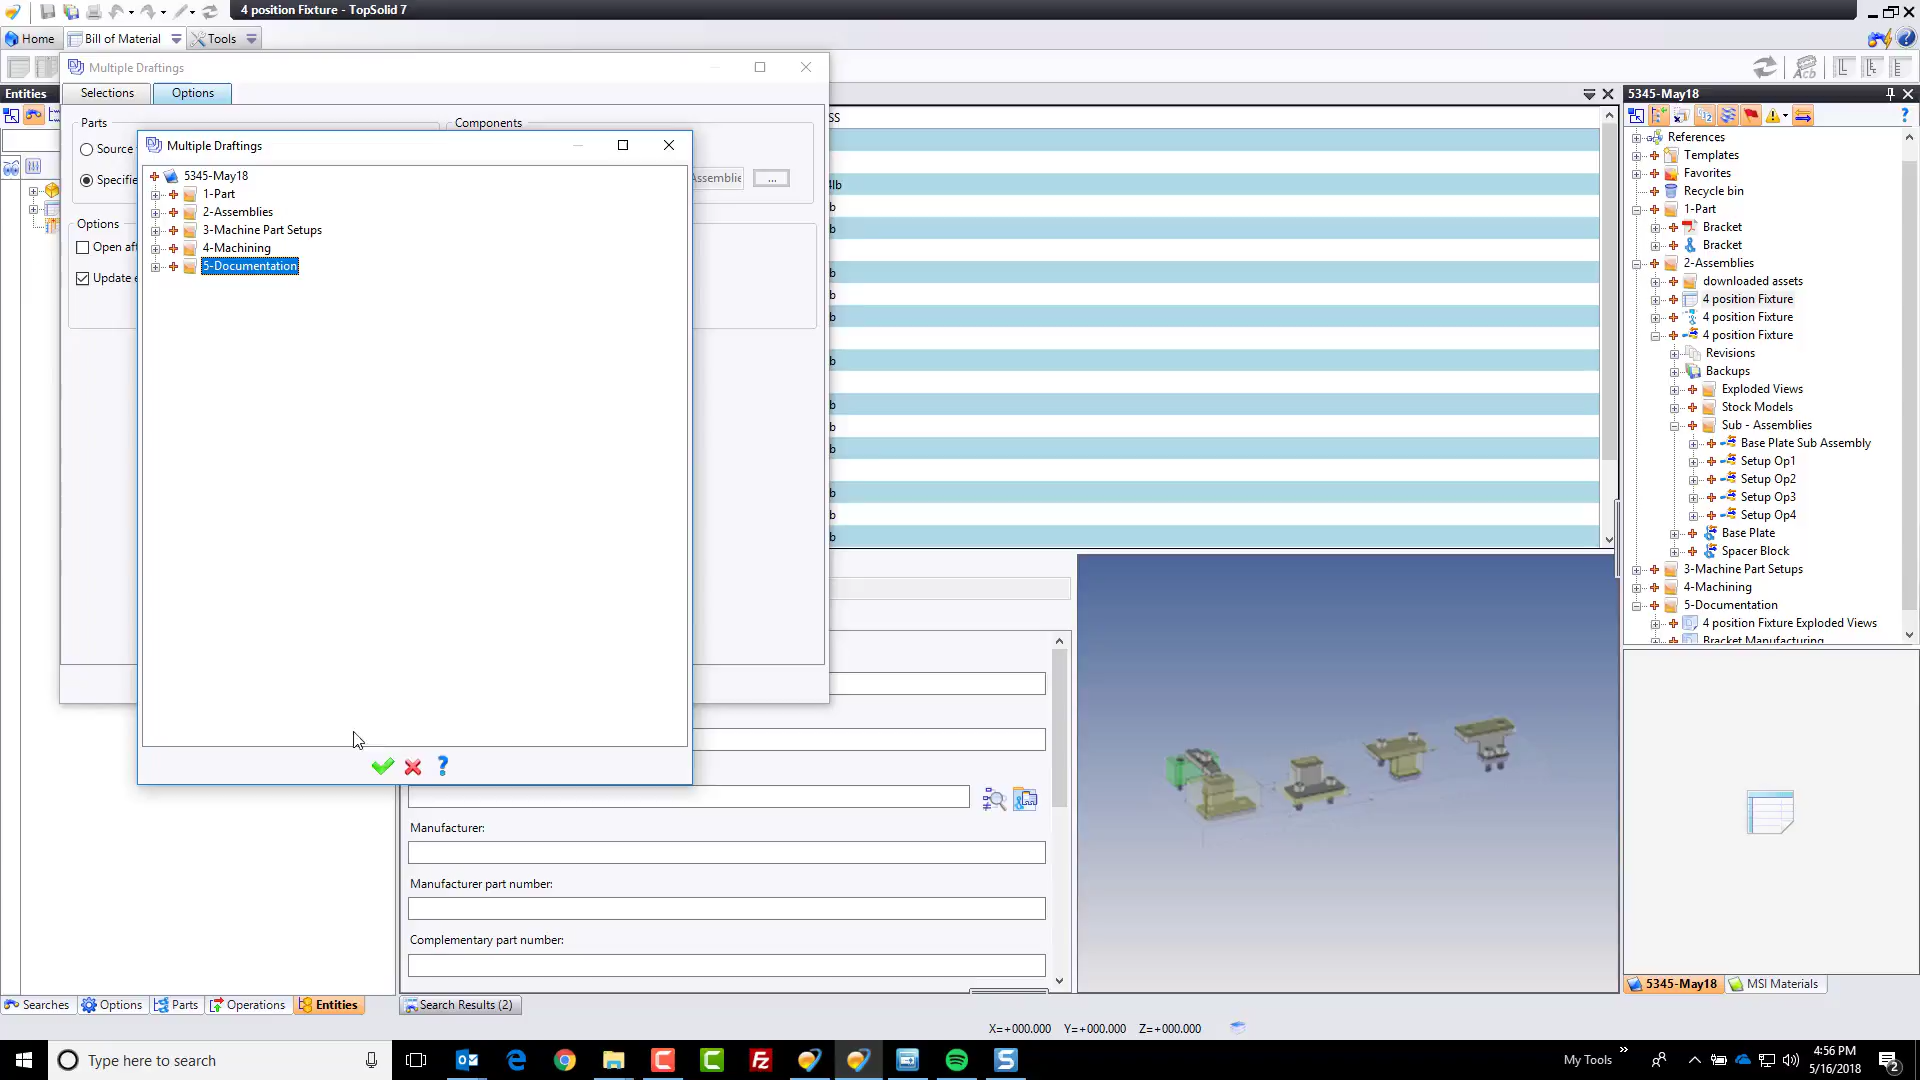 4 position Fixture - TopSolid 7
Home
Bill of Material
Tools
Multiple Draftings
Selections
Options
Entities
Parts
Components
Source
Specifie
Assemblie
...
Options
Open aft
Update e
Multiple Draftings
5345-May18
1-Part
2-Assemblies
3-Machine Part Setups
4-Machining
5-Documentation
SS
4lb
b
b
b
b
b
b
b
b
b
b
b
b
b
Manufacturer:
Manufacturer part number:
Complementary part number:
5345-May18
References
Templates
Favorites
Recycle bin
1-Part
Bracket
Bracket
2-Assemblies
downloaded assets
4 position Fixture
4 position Fixture
4 position Fixture
Revisions
Backups
Exploded Views
Stock Models
Sub - Assemblies
Base Plate Sub Assembly
Setup Op1
Setup Op2
Setup Op3
Setup Op4
Base Plate
Spacer Block
3-Machine Part Setups
4-Machining
5-Documentation
4 position Fixture Exploded Views
Bracket Manufacturing
5345-May18
MSI Materials
Searches
Options
Parts
Operations
Entities
Search Results (2)
X=+000.000 Y=+000.000 Z=+000.000
Type here to search
My Tools
4:56 PM
5/16/2018
2